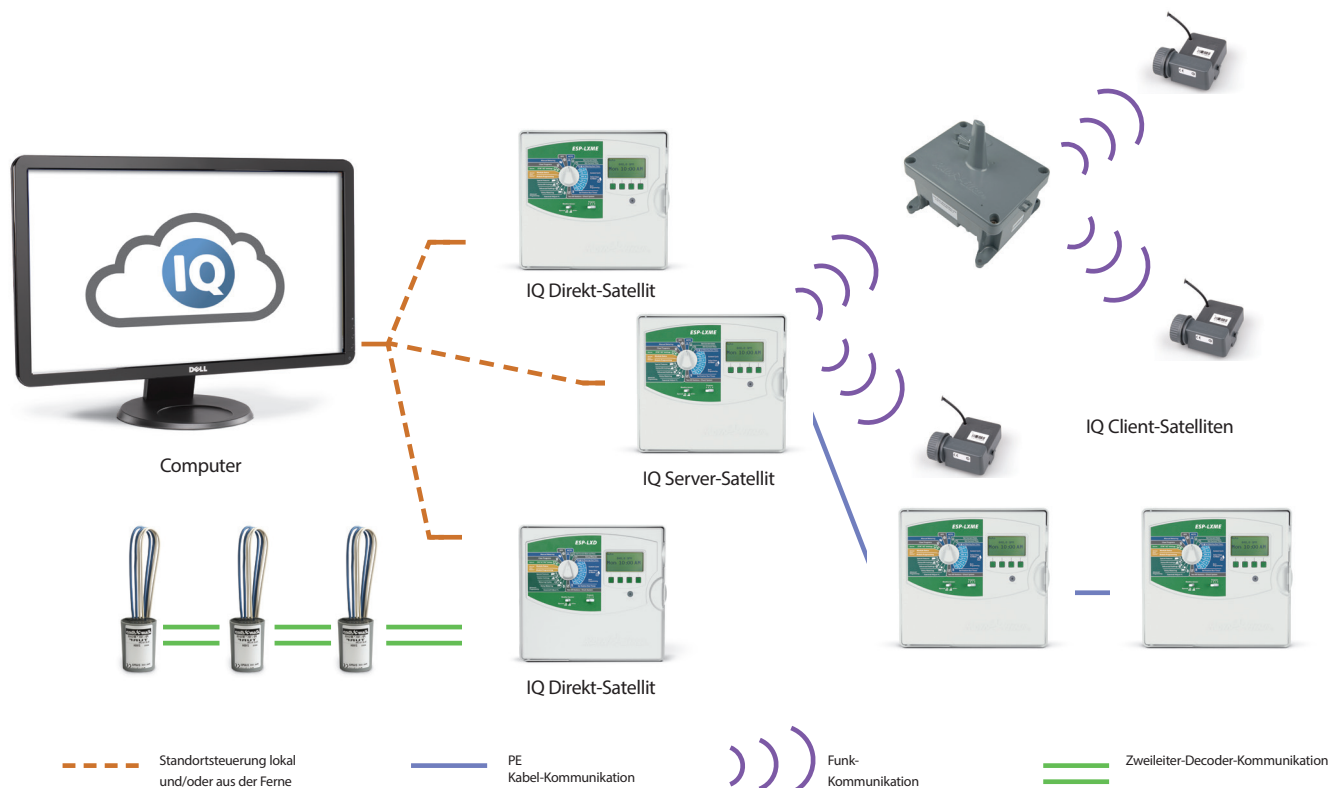 IQ
DELL
Computer
ESP-LXME
IQ Direkt-Satellit
ESP-LXME
IQ Server-Satellit
IQ Client-Satelliten
ESP-LXD
IQ Direkt-Satellit
ESP-LXME
ESP-LXME
Standortsteuerung lokal
und/oder aus der Ferne
PE
Kabel-Kommunikation
Funk-
Kommunikation
Zweileiter-Decoder-Kommunikation